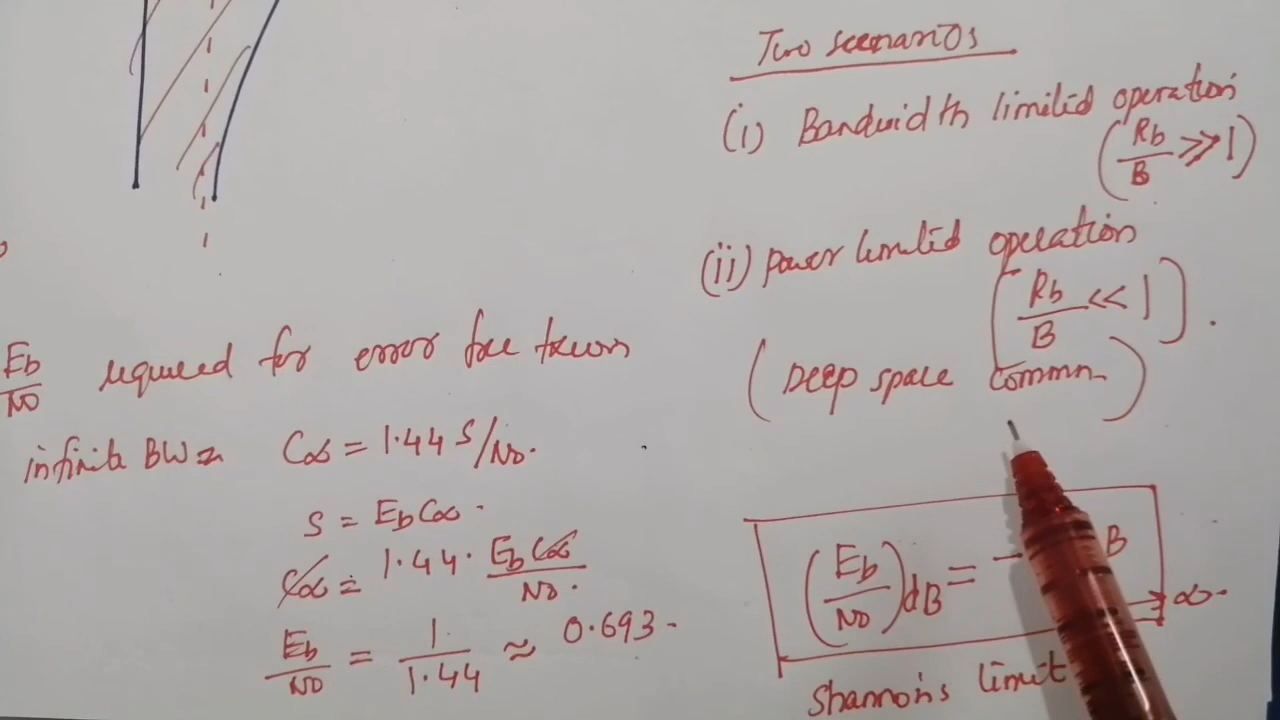 Two scenarios
(i) Bandwidth limited operation
(Rb/B >> 1)
(ii) power limited operation
[Rb/B << 1].
(Deep space commn)
Eb/N0 required for error free
infinite BW = C∞ = 1.44 S/N0.
S = Eb C∞.
C∞ = 1.44. Eb C∞/N0.
Eb/N0 = 1/1.44 ≈ 0.693.
(Eb/N0)dB = - B
∞.
Shannon's limit